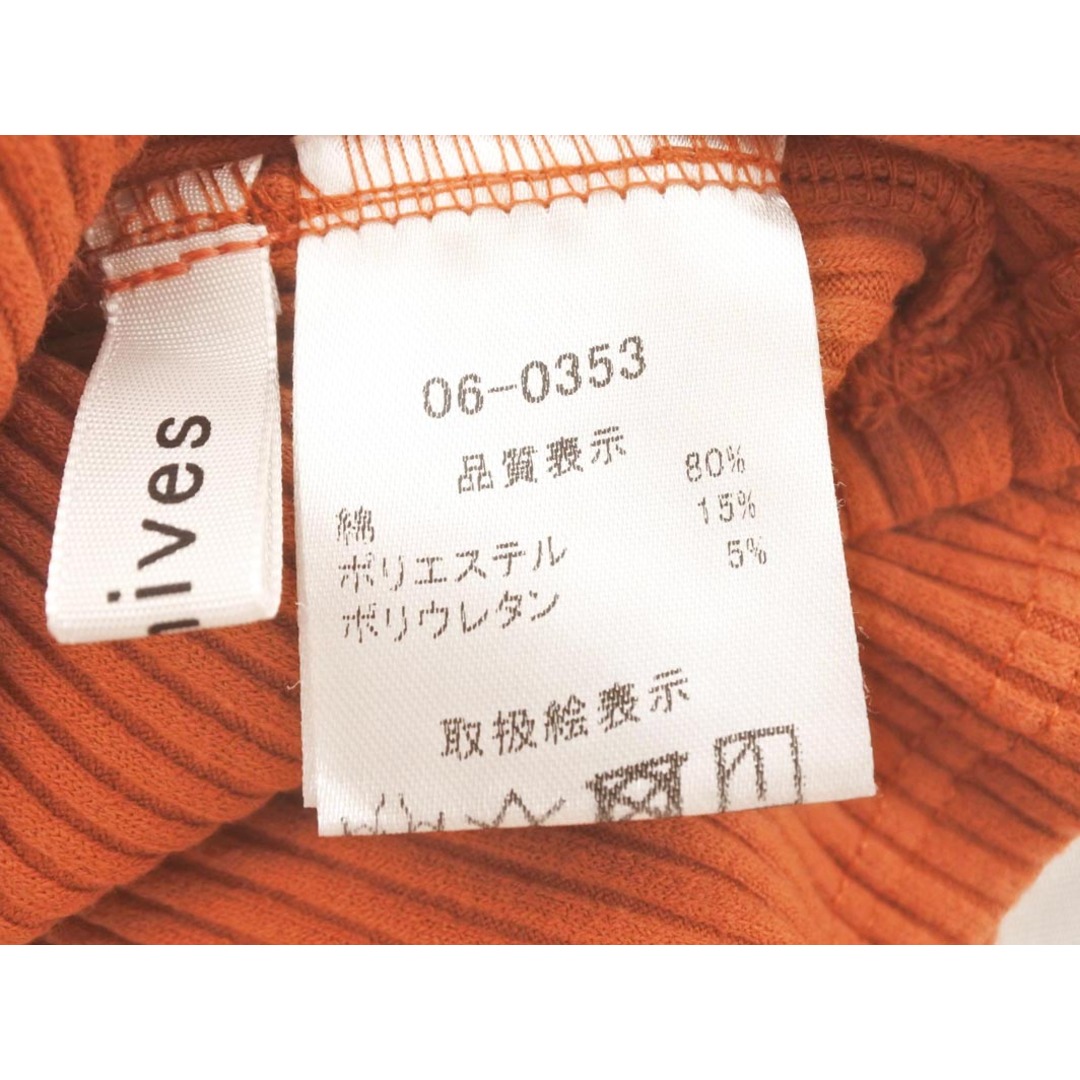 06-0353
品質表示
綿 80%
ポリエステル 15%
ポリウレタン 5%
取扱絵表示
ives